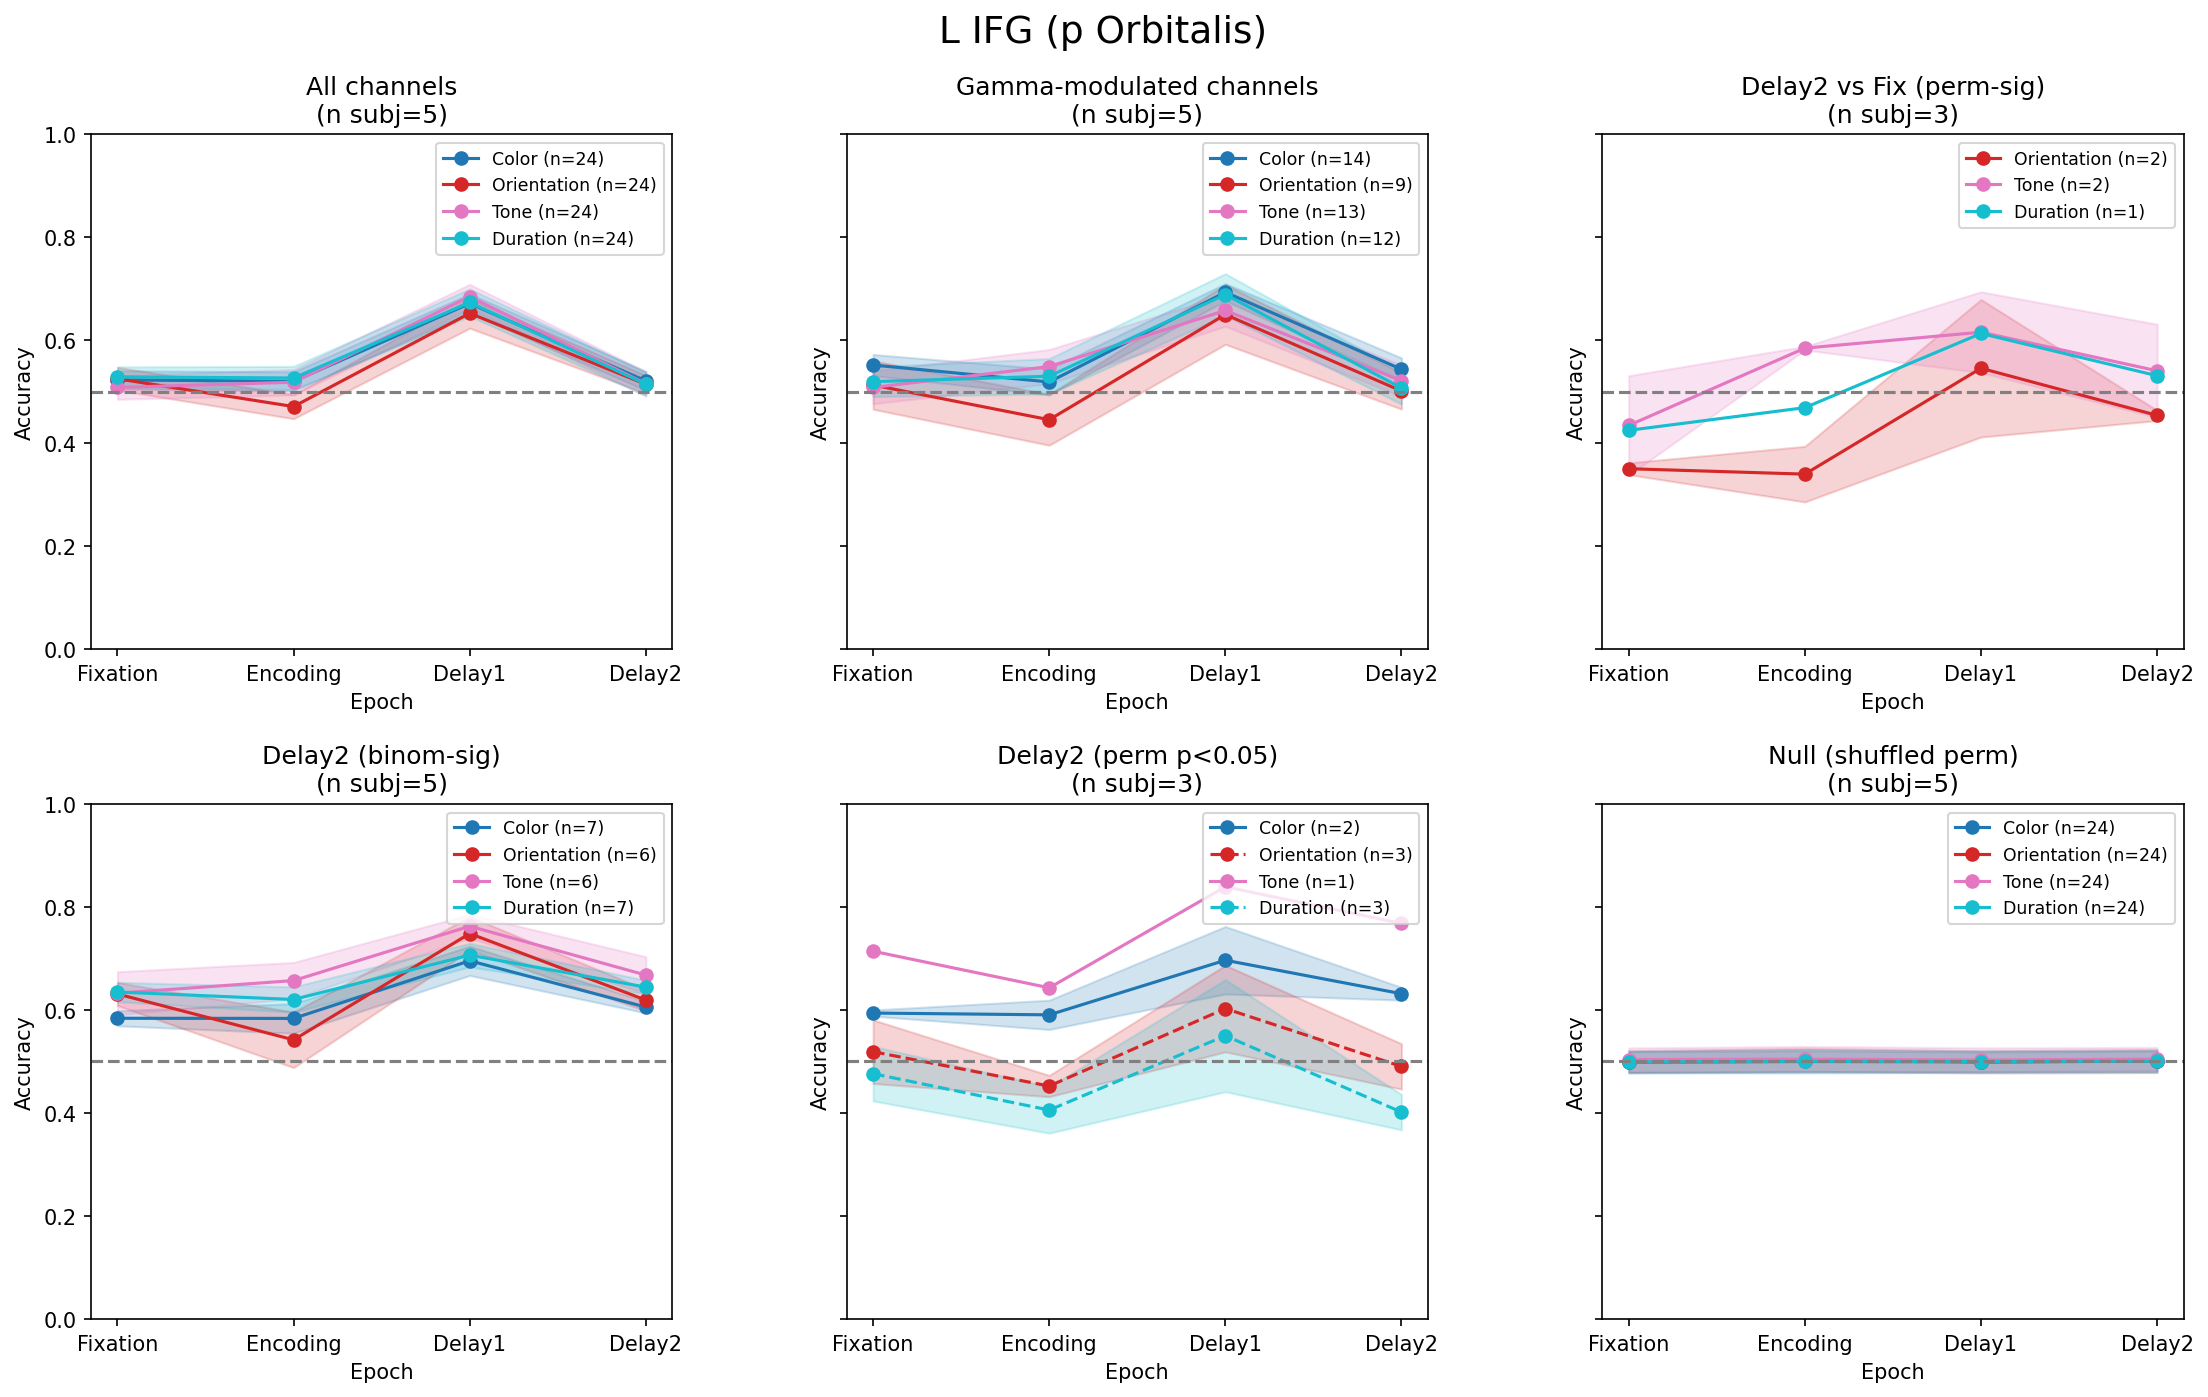 L IFG (p Orbitalis)
All channels
(n subj=5)
Accuracy
1.0
0.8
0.6
0.4
0.2
0.0
Color (n=24)
Orientation (n=24)
Tone (n=24)
Duration (n=24)
Fixation
Encoding
Delay1
Delay2
Epoch
Gamma-modulated channels
(n subj=5)
Accuracy
Color (n=14)
Orientation (n=9)
Tone (n=13)
Duration (n=12)
Fixation
Encoding
Delay1
Delay2
Epoch
Delay2 vs Fix (perm-sig)
(n subj=3)
Accuracy
Orientation (n=2)
Tone (n=2)
Duration (n=1)
Fixation
Encoding
Delay1
Delay2
Epoch
Delay2 (binom-sig)
(n subj=5)
Accuracy
1.0
0.8
0.6
0.4
0.2
0.0
Color (n=7)
Orientation (n=6)
Tone (n=6)
Duration (n=7)
Fixation
Encoding
Delay1
Delay2
Epoch
Delay2 (perm p<0.05)
(n subj=3)
Accuracy
Color (n=2)
Orientation (n=3)
Tone (n=1)
Duration (n=3)
Fixation
Encoding
Delay1
Delay2
Epoch
Null (shuffled perm)
(n subj=5)
Accuracy
Color (n=24)
Orientation (n=24)
Tone (n=24)
Duration (n=24)
Fixation
Encoding
Delay1
Delay2
Epoch